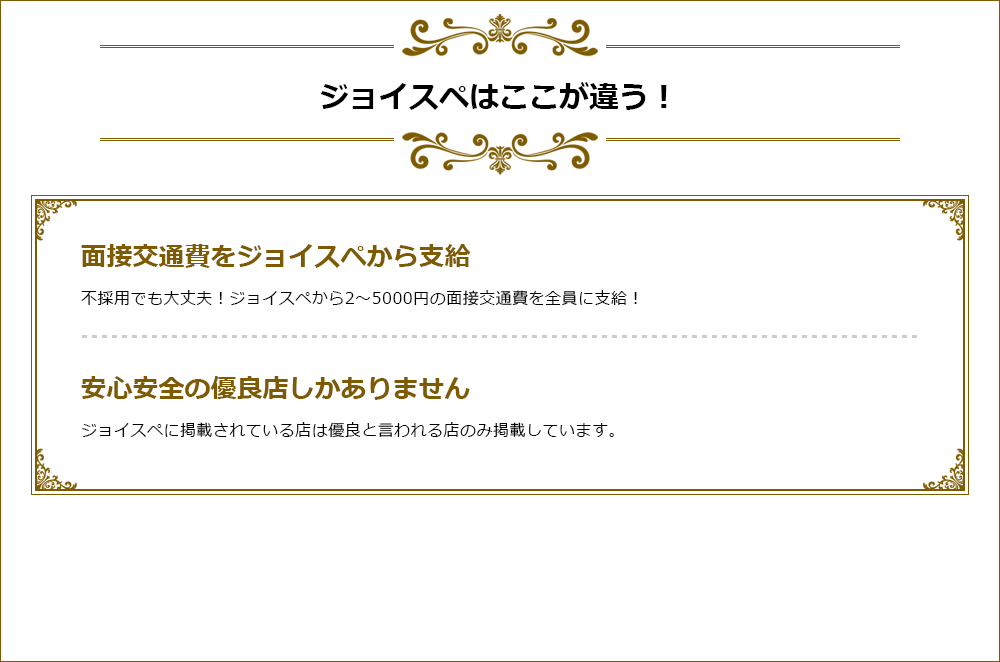 ジョイスペはここが違う！
面接交通費をジョイスペから支給
不採用でも大丈夫！ジョイスペから2〜5000円の面接交通費を全員に支給！
安心安全の優良店しかありません
ジョイスペに掲載されている店は優良と言われる店のみ掲載しています。